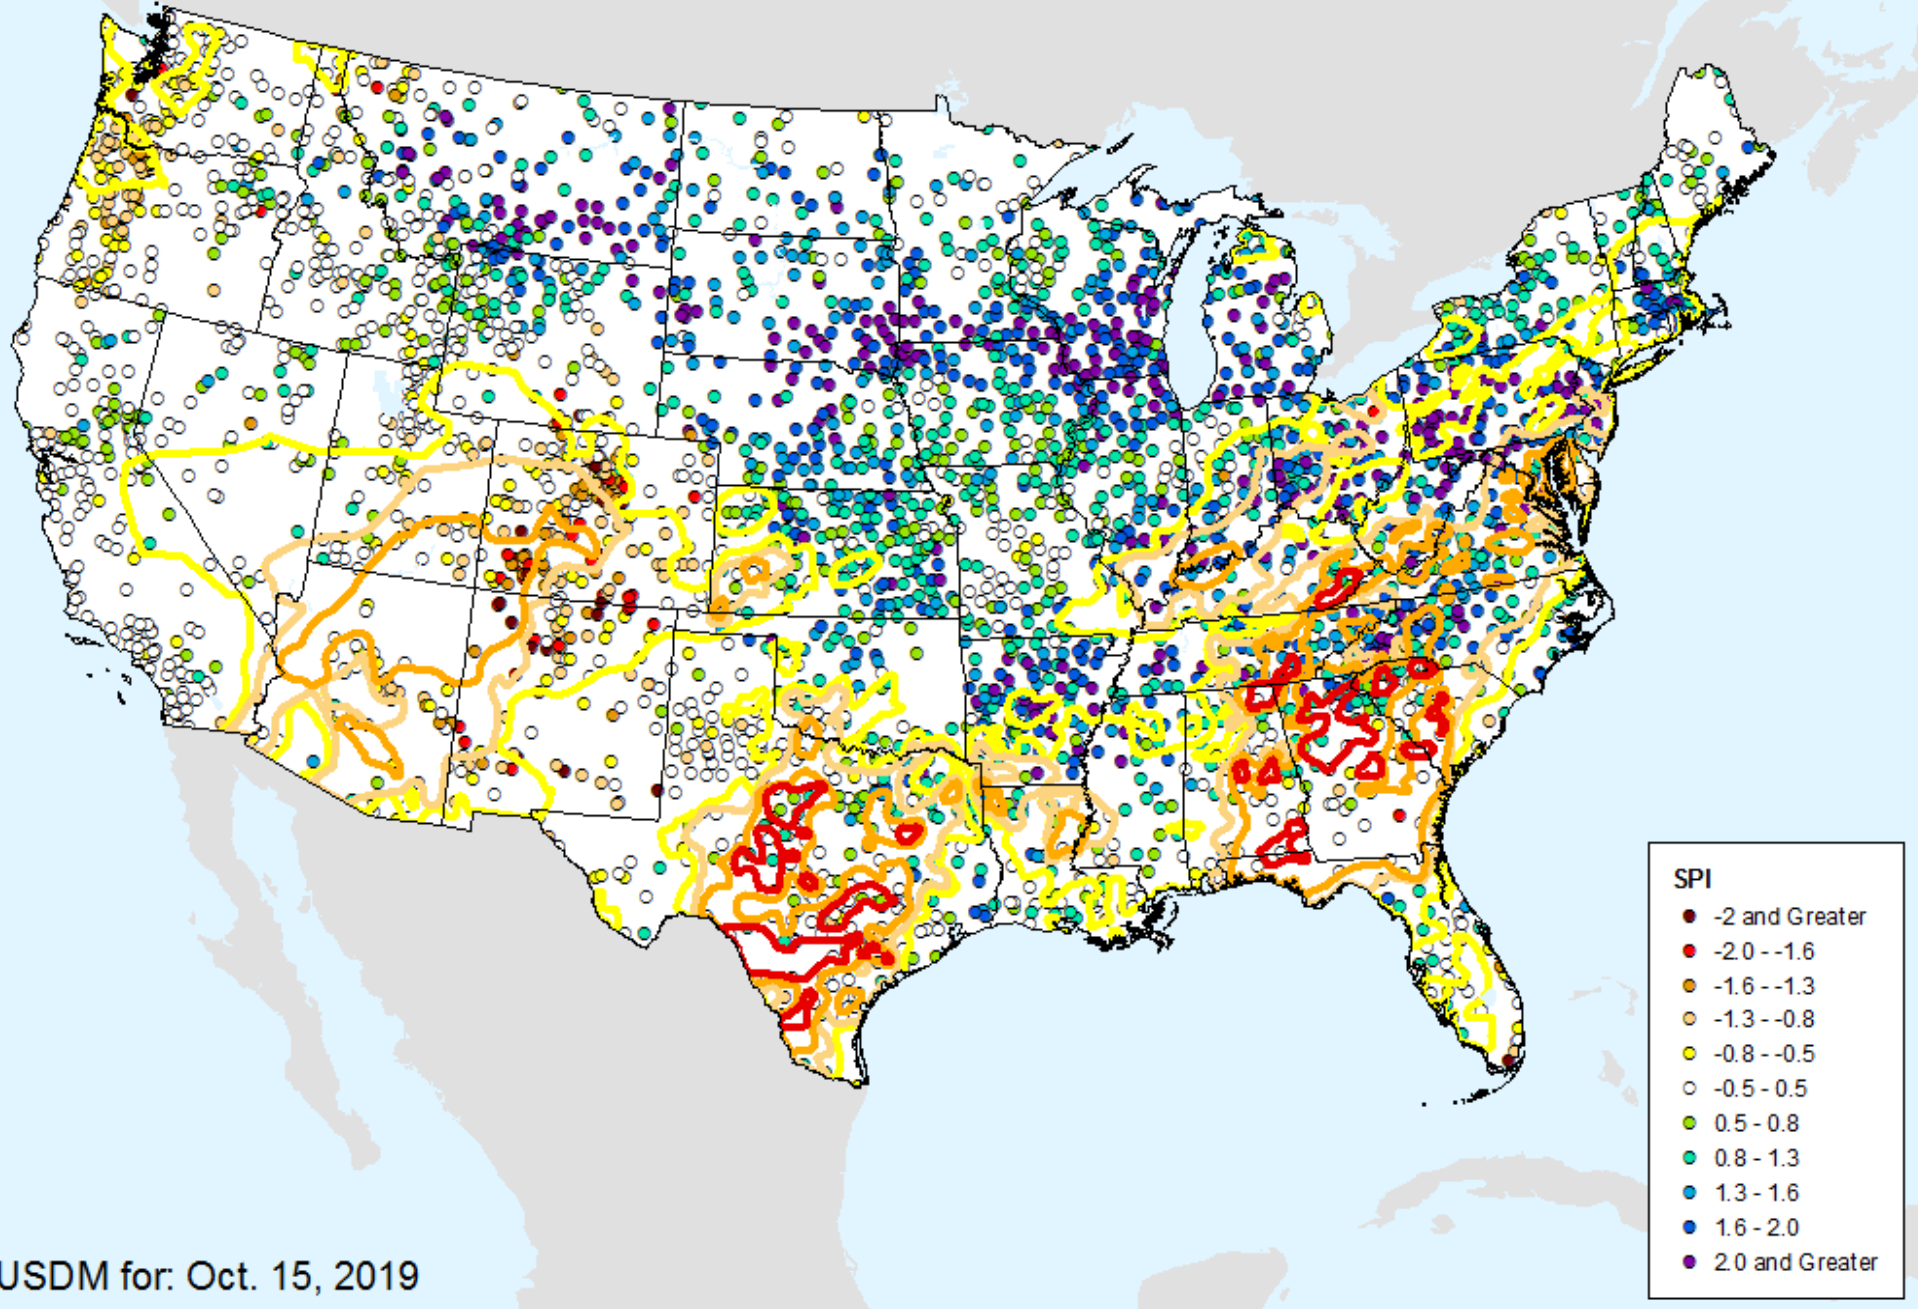 SPI
-2 and Greater
-2.0 - -1.6
-1.6 - -1.3
-1.3 - -0.8
-0.8 - -0.5
-0.5 - 0.5
0.5 - 0.8
0.8 - 1.3
1.3 - 1.6
1.6 - 2.0
2.0 and Greater
USDM for: Oct. 15, 2019